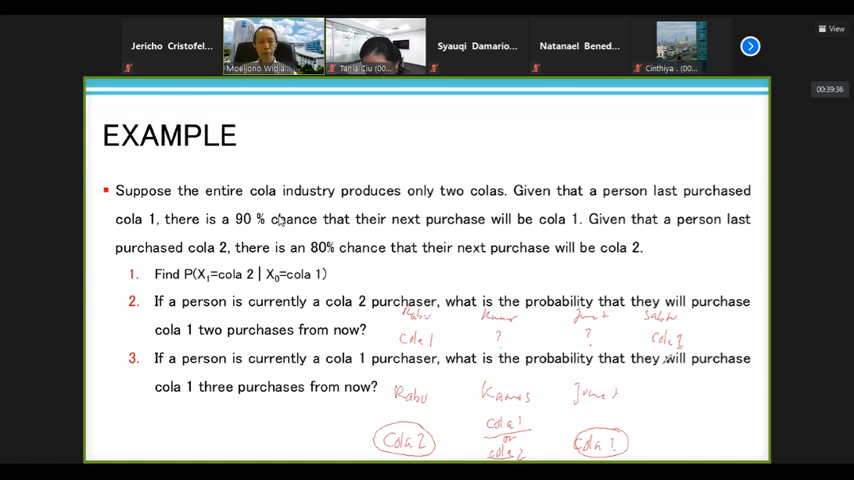 Jericho Cristofel...
Moeljono Widja...
Tania Ciu (00...
Syauqi Damario...
Natanael Bened...
Cinthiya . (00...
View
00:39:36
EXAMPLE
Suppose the entire cola industry produces only two colas. Given that a person last purchased
cola 1, there is a 90 % chance that their next purchase will be cola 1. Given that a person last
purchased cola 2, there is an 80% chance that their next purchase will be cola 2.
1. Find P(X₁=cola 2 | X₀=cola 1)
2. If a person is currently a cola 2 purchaser, what is the probability that they will purchase
Rabu Kamis Jumat Sabtu
cola 1 two purchases from now?
Cola 1 ? ? Cola 1
3. If a person is currently a cola 1 purchaser, what is the probability that they will purchase
cola 1 three purchases from now?
Rabu Kamis Jumat
Cola 2 Cola 1 or cola 2 Cola 1